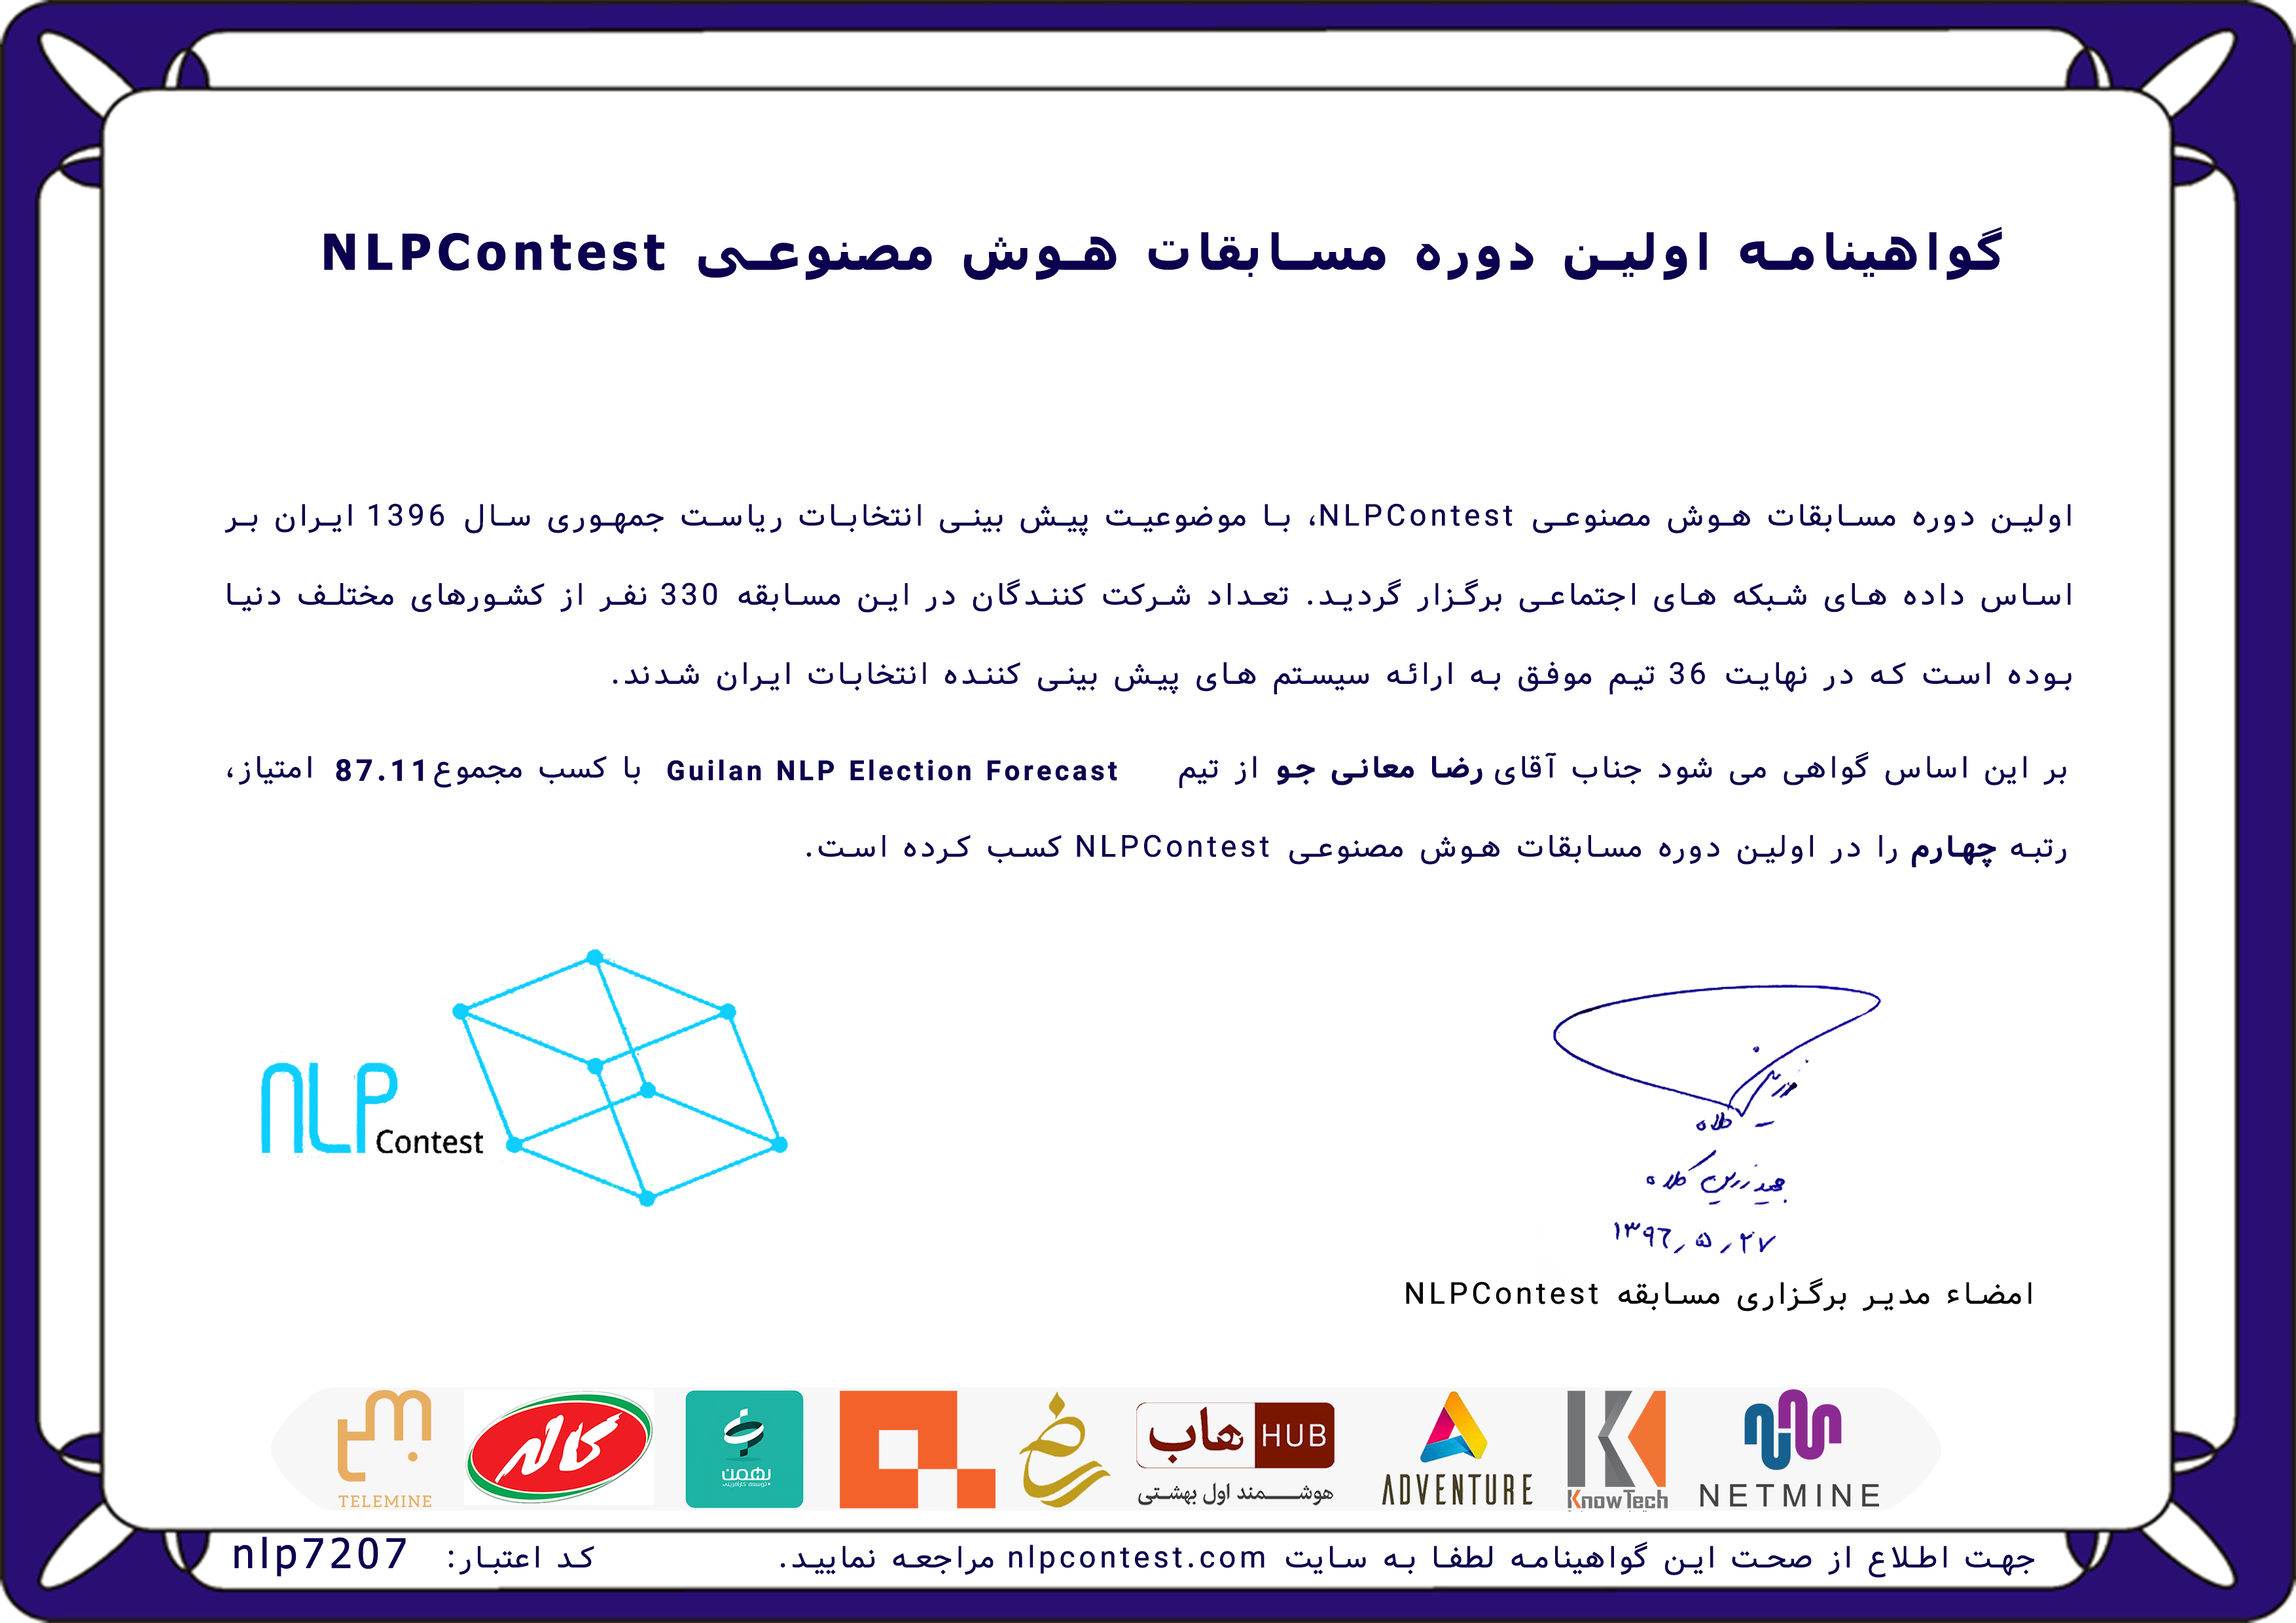 گواهینامه اولین دوره مسابقات هوش مصنوعی NLPContest
اولین دوره مسابقات هوش مصنوعی NLPContest، با موضوعیت پیش بینی انتخابات ریاست جمهوری سال 1396 ایران بر
اساس داده های شبکه های اجتماعی برگزار گردید. تعداد شرکت کنندگان در این مسابقه 330 نفر از کشورهای مختلف دنیا
بوده است که در نهایت 36 تیم موفق به ارائه سیستم های پیش بینی کننده انتخابات ایران شدند.
بر این اساس گواهی می شود جناب آقای رضا معانی جو از تیم Guilan NLP Election Forecast با کسب مجموع 87.11 امتیاز،
رتبه چهارم را در اولین دوره مسابقات هوش مصنوعی NLPContest کسب کرده است.
NLP Contest
زرین کلاه
۱۳۹۶/۵/۲۷
امضاء مدیر برگزاری مسابقه NLPContest
NETMINE
KnowTech
ADVENTURE
هاب HUB
هوشمند اول بهشتی
بهمن
توسعه کارآفرینی
کاله
TELEMINE
جهت اطلاع از صحت این گواهینامه لطفا به سایت nlpcontest.com مراجعه نمایید.
کد اعتبار: nlp7207